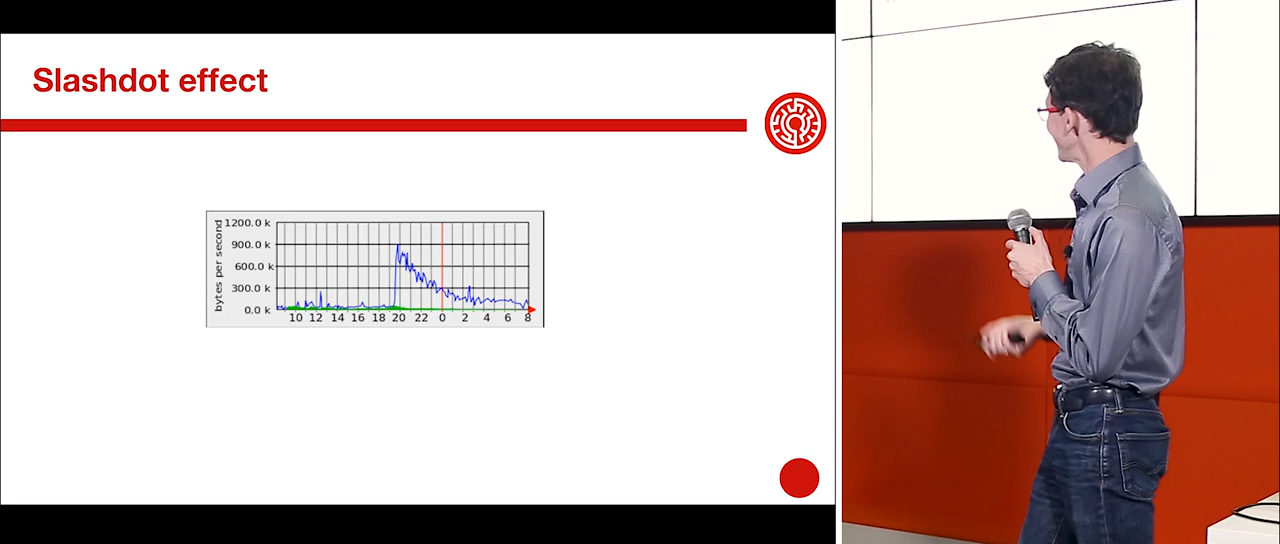 Slashdot effect
bytes per second
1200.0 k
900.0 k
600.0 k
300.0 k
0.0 k
10 12 14 16 18 20 22 0 2 4 6 8